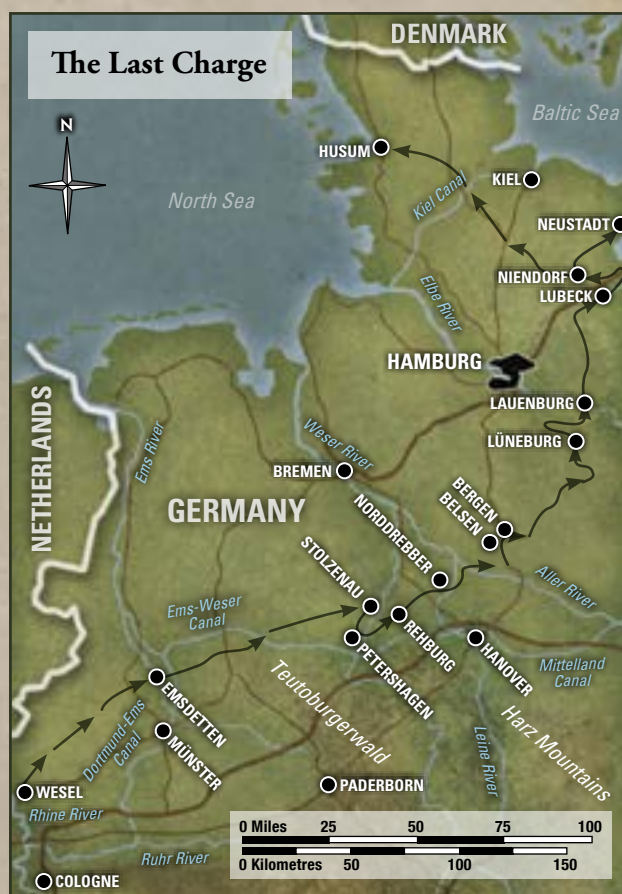 The Last Charge
DENMARK
Baltic Sea
N
HUSUM
KIEL
North Sea
Kiel Canal
NEUSTADT
NIENDORF
LUBECK
Elbe River
HAMBURG
LAUENBURG
LÜNEBURG
NETHERLANDS
Ems River
Weser River
BREMEN
GERMANY
BERGEN
BELSEN
NORDDREBBER
STOLZENAU
Aller River
Ems-Weser
Canal
REHBURG
PETERSHAGEN
HANOVER
Mittelland
Canal
EMSDETTEN
Teutoburgerwald
Harz Mountains
Leine River
Dortmund-Ems
Canal
MÜNSTER
WESEL
PADERBORN
Rhine River
Ruhr River
COLOGNE
0 Miles 25 50 75 100
0 Kilometres 50 100 150